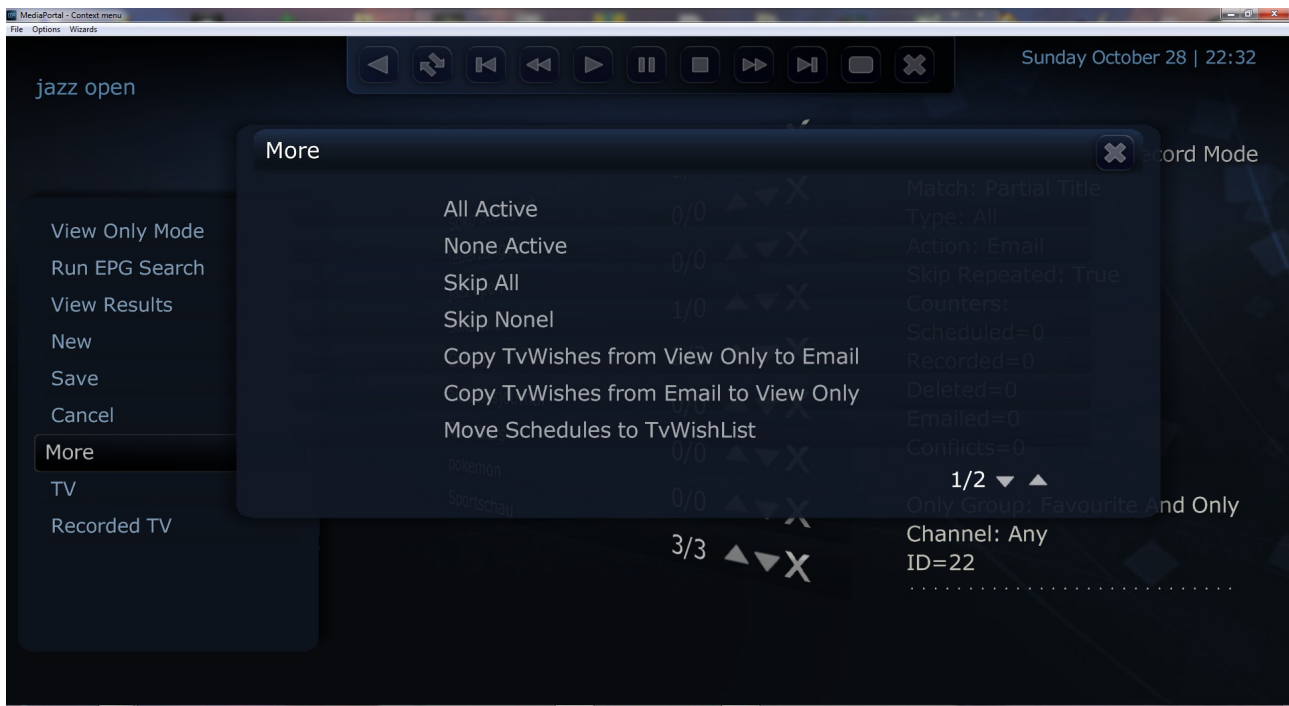 MediaPortal - Context menu
File Options Wizards
Sunday October 28 | 22:32
jazz open
More
cord Mode
Match: Partial Title
All Active
0/0
Type: All
View Only Mode
None Active
0/0
Action: Email
Run EPG Search
Skip All
Skip Repeated: True
View Results
Skip Nonel
1/0
Counters:
New
Scheduled=0
Copy TvWishes from View Only to Email
Recorded=0
Save
Copy TvWishes from Email to View Only
Deleted=0
Cancel
Emailed=0
Move Schedules to TvWishList
More
0/0
Conflicts=0
pokemon
1/2
TV
Sportschau
0/0
Only Group: Favourite And Only
Recorded TV
3/3
X
Channel: Any
ID=22